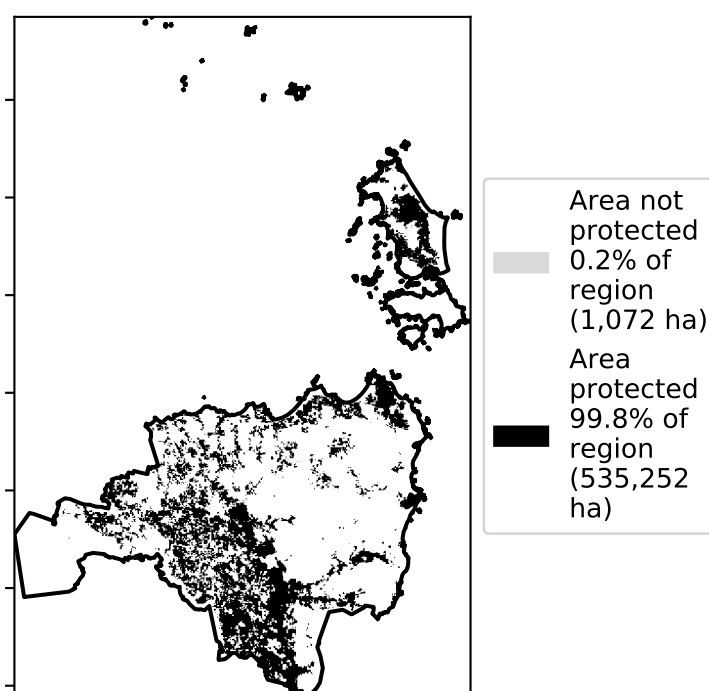 Area not
protected
0.2% of
region
(1,072 ha)
Area
protected
99.8% of
region
(535,252
ha)